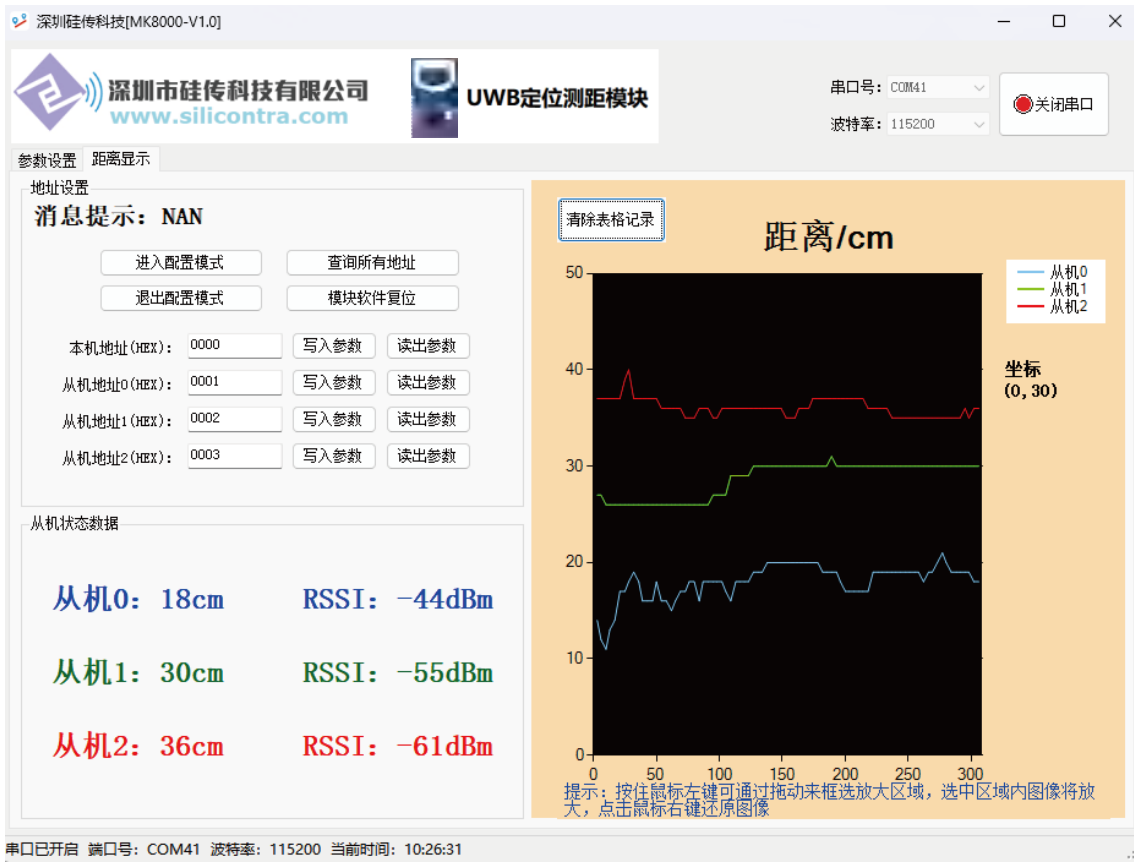 深圳硅传科技[MK8000-V1.0]
深圳市硅传科技有限公司
www.silicontra.com
UWB定位测距模块
串口号: COM41
波特率: 115200
关闭串口
参数设置 距离显示
地址设置
消息提示: NAN
进入配置模式 查询所有地址
退出配置模式 模块软件复位
本机地址(HEX): 0000 写入参数 读出参数
从机地址0(HEX): 0001 写入参数 读出参数
从机地址1(HEX): 0002 写入参数 读出参数
从机地址2(HEX): 0003 写入参数 读出参数
从机状态数据
从机0: 18cm RSSI: -44dBm
从机1: 30cm RSSI: -55dBm
从机2: 36cm RSSI: -61dBm
清除表格记录
距离/cm
50
40
30
20
10
0
0 50 100 150 200 250 300
从机0
从机1
从机2
坐标
(0,30)
提示: 按住鼠标左键可通过拖动来框选放大区域，选中区域内图像将放
大，点击鼠标右键还原图像
串口已开启 端口号: COM41 波特率: 115200 当前时间: 10:26:31